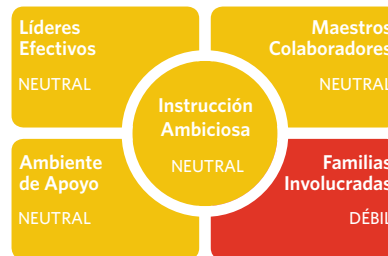 Líderes
Efectivos
NEUTRAL
Maestros
Colaboradores
NEUTRAL
Instrucción
Ambiciosa
NEUTRAL
Ambiente
de Apoyo
NEUTRAL
Familias
Involucradas
DÉBIL